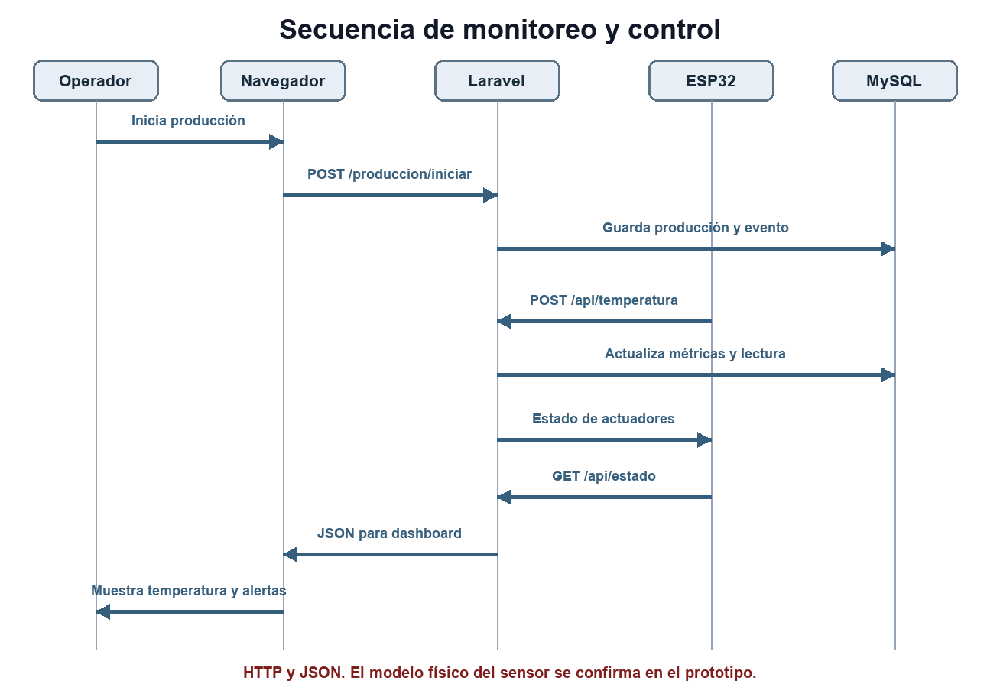 Secuencia de monitoreo y control
Operador
Navegador
Laravel
ESP32
MySQL
Inicia producción
POST /produccion/iniciar
Guarda producción y evento
POST /api/temperatura
Actualiza métricas y lectura
Estado de actuadores
GET /api/estado
JSON para dashboard
Muestra temperatura y alertas
HTTP y JSON. El modelo físico del sensor se confirma en el prototipo.